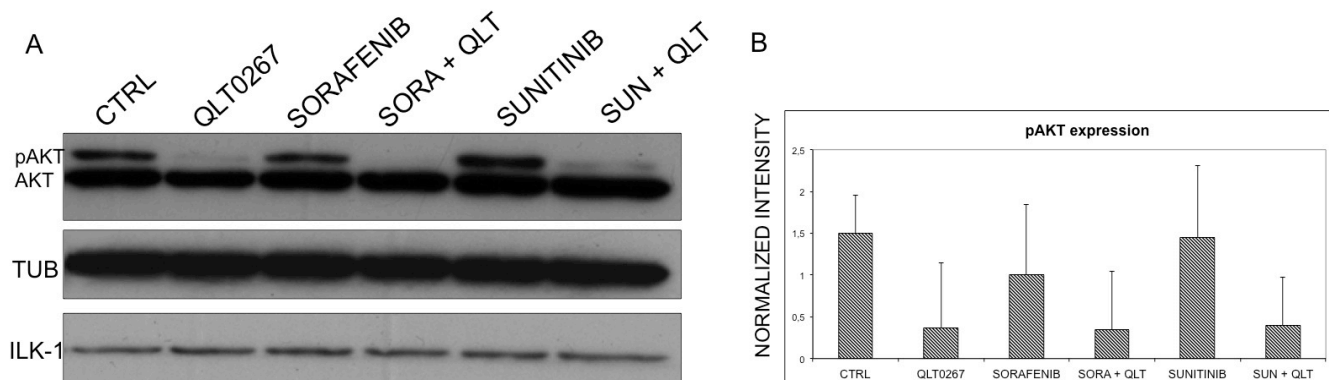 A
CTRL
QLT0267
SORAFENIB
SORA + QLT
SUNITINIB
SUN + QLT
pAKT
AKT
TUB
ILK-1
B
pAKT expression
NORMALIZED INTENSITY
2,5
2
1,5
1
0,5
0
CTRL QLT0267 SORAFENIB SORA + QLT SUNITINIB SUN + QLT